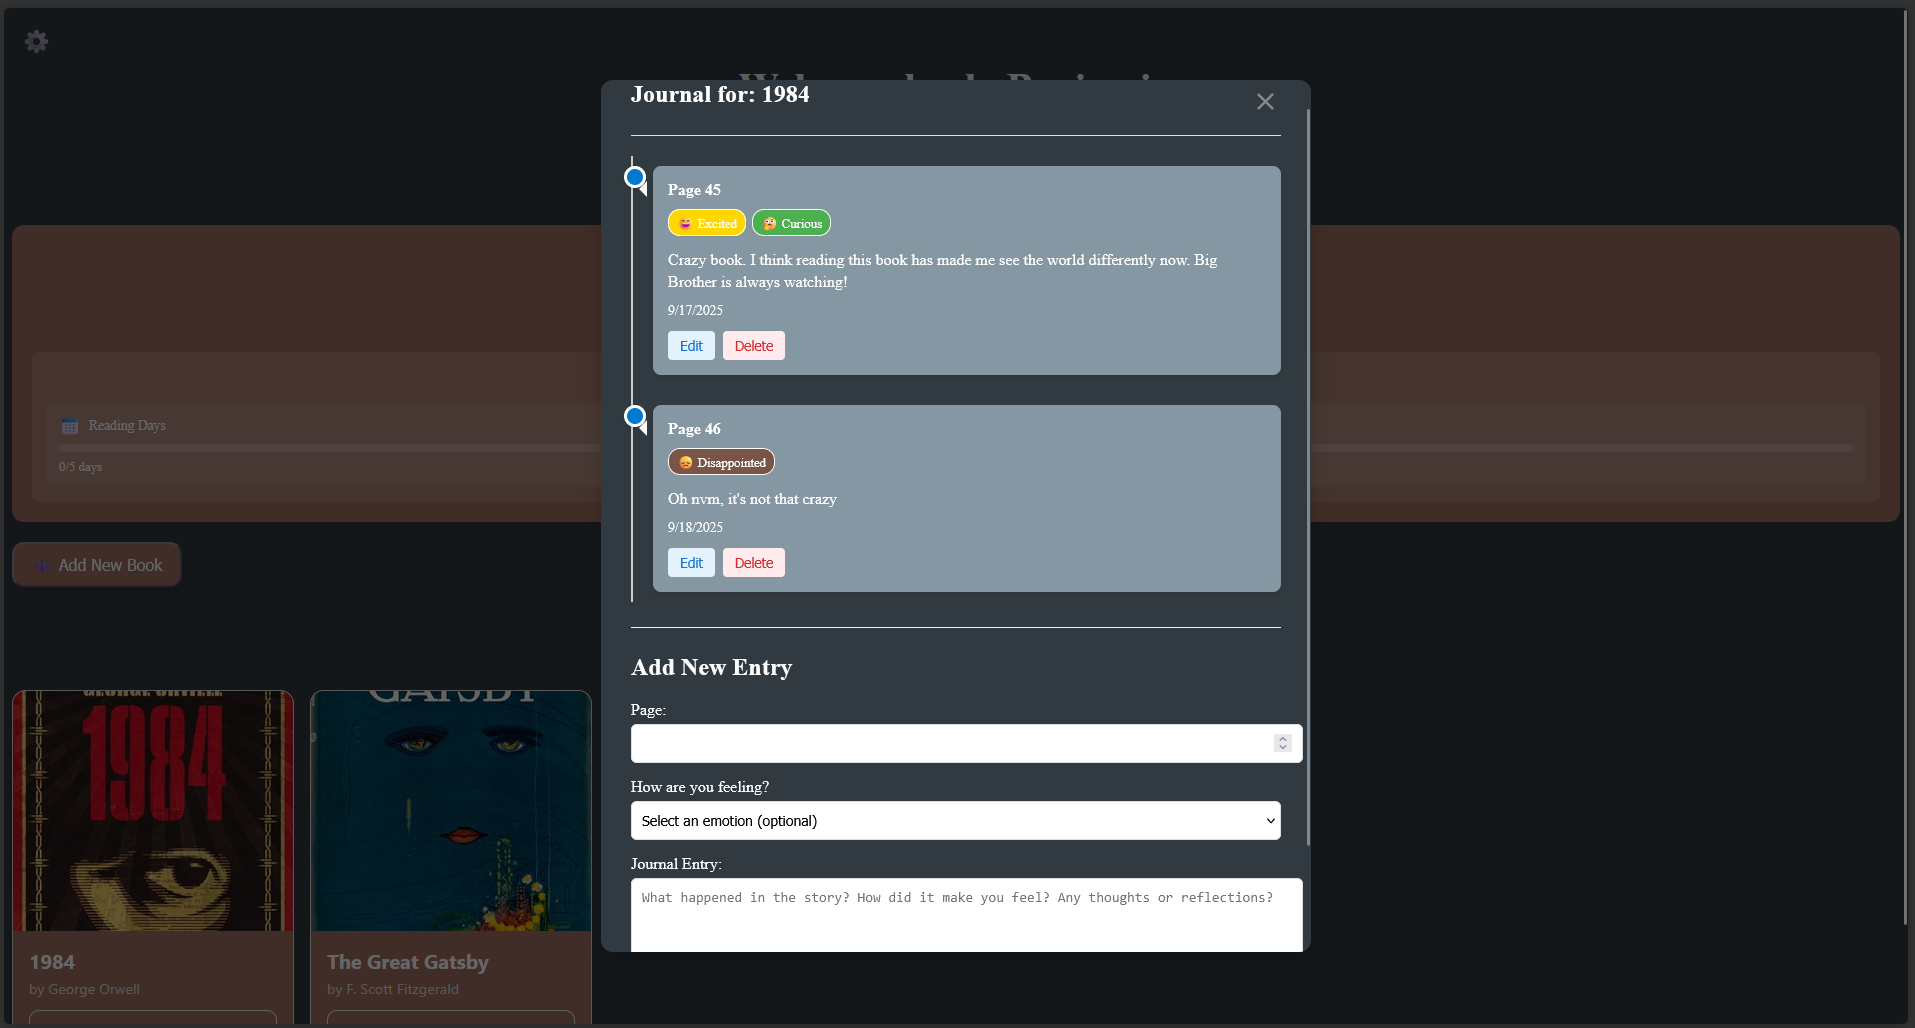 Journal for: 1984
Page 45
😄 Excited 🤔 Curious
Crazy book. I think reading this book has made me see the world differently now. Big
Brother is always watching!
9/17/2025
Edit Delete
Page 46
😞 Disappointed
Oh nvm, it's not that crazy
9/18/2025
Edit Delete
Add New Entry
Page:
How are you feeling?
Select an emotion (optional)
Journal Entry:
What happened in the story? How did it make you feel? Any thoughts or reflections?
Reading Days
0/5 days
Add New Book
GEORGE ORWELL
1984
GATSBY
1984
by George Orwell
The Great Gatsby
by F. Scott Fitzgerald